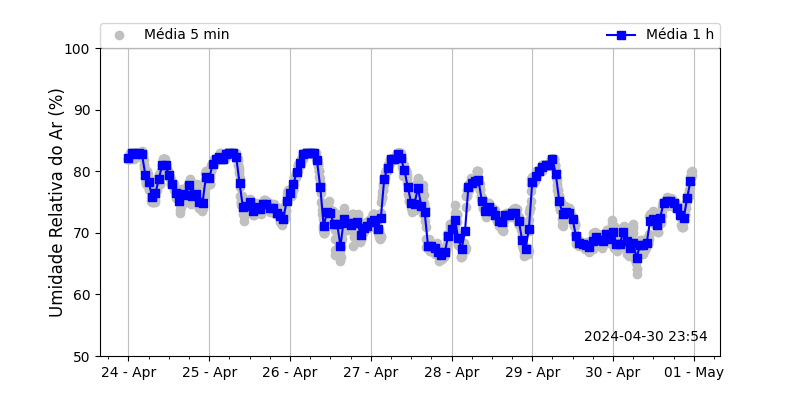 Média 5 min
Média 1 h
Umidade Relativa do Ar (%)
100
90
80
70
60
50
2024-04-30 23:54
24 - Apr
25 - Apr
26 - Apr
27 - Apr
28 - Apr
29 - Apr
30 - Apr
01 - May